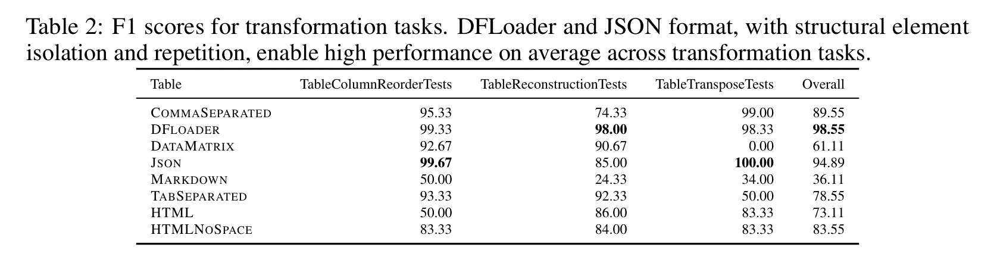 Table 2: F1 scores for transformation tasks. DFLoader and JSON format, with structural element
isolation and repetition, enable high performance on average across transformation tasks.
Table TableColumnReorderTests TableReconstructionTests TableTransposeTests Overall
COMMASEPARATED 95.33 74.33 99.00 89.55
DFLOADER 99.33 98.00 98.33 98.55
DATAMATRIX 92.67 90.67 0.00 61.11
JSON 99.67 85.00 100.00 94.89
MARKDOWN 50.00 24.33 34.00 36.11
TABSEPARATED 93.33 92.33 50.00 78.55
HTML 50.00 86.00 83.33 73.11
HTMLNOSPACE 83.33 84.00 83.33 83.55